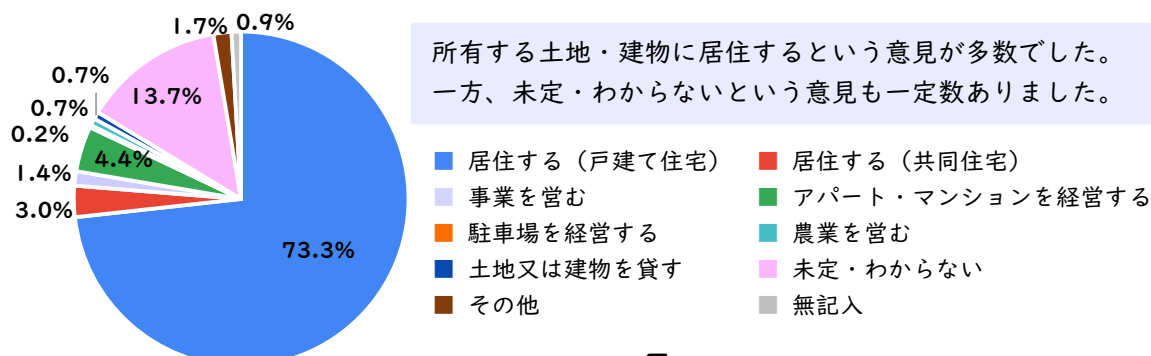 1.7%
0.9%
0.7%
13.7%
0.7%
0.2%
4.4%
1.4%
3.0%
73.3%
所有する土地・建物に居住するという意見が多数でした。
一方、未定・わからないという意見も一定数ありました。
居住する（戸建て住宅）
居住する（共同住宅）
事業を営む
アパート・マンションを経営する
駐車場を経営する
農業を営む
土地又は建物を貸す
未定・わからない
その他
無記入